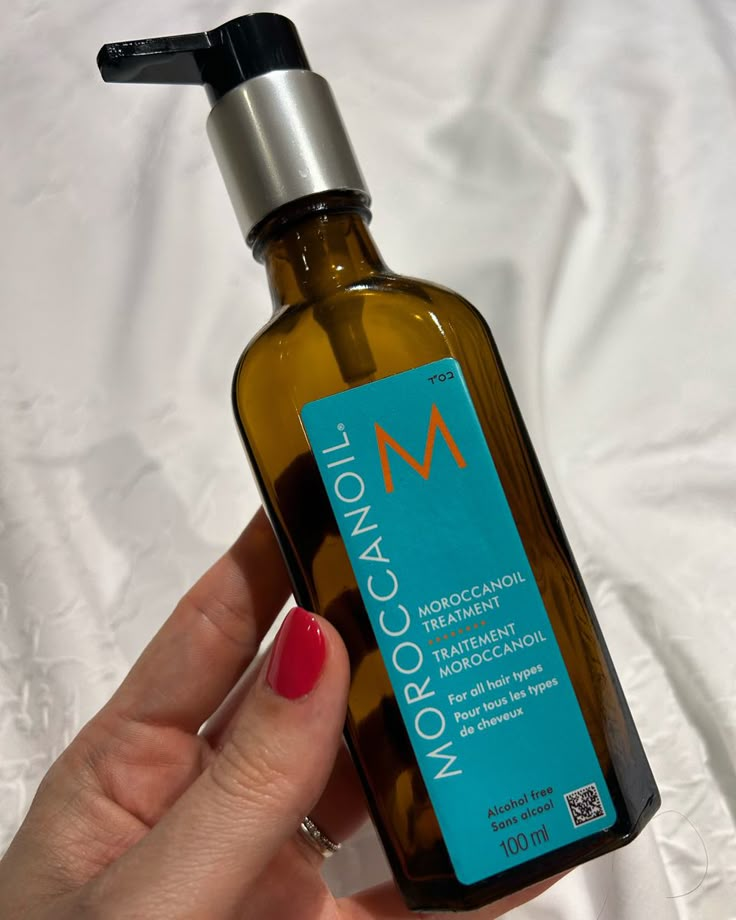 בס"ד
M
MOROCCANOIL®
MOROCCANOIL
TREATMENT
TRAITEMENT
MOROCCANOIL
For all hair types
Pour tous les types
de cheveux
Alcohol free
Sans alcool
100 ml